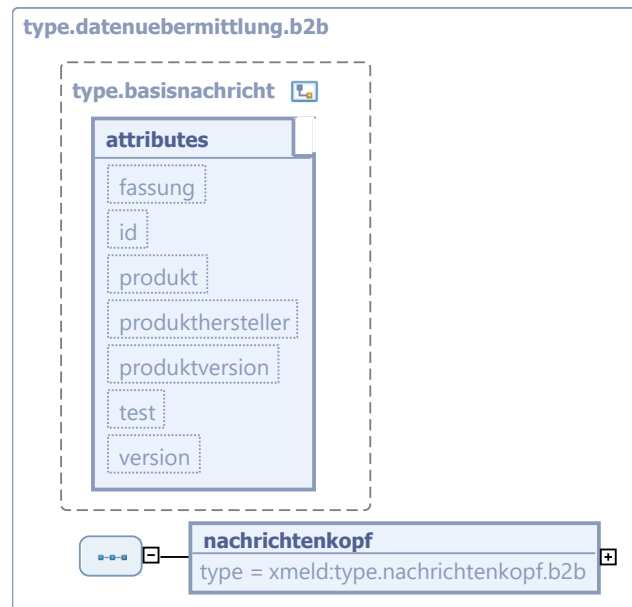 type.datenuebermittlung.b2b
type.basisnachricht
attributes
fassung
id
produkt
produkthersteller
produktversion
test
version
nachrichtenkopf
type = xmeld:type.nachrichtenkopf.b2b